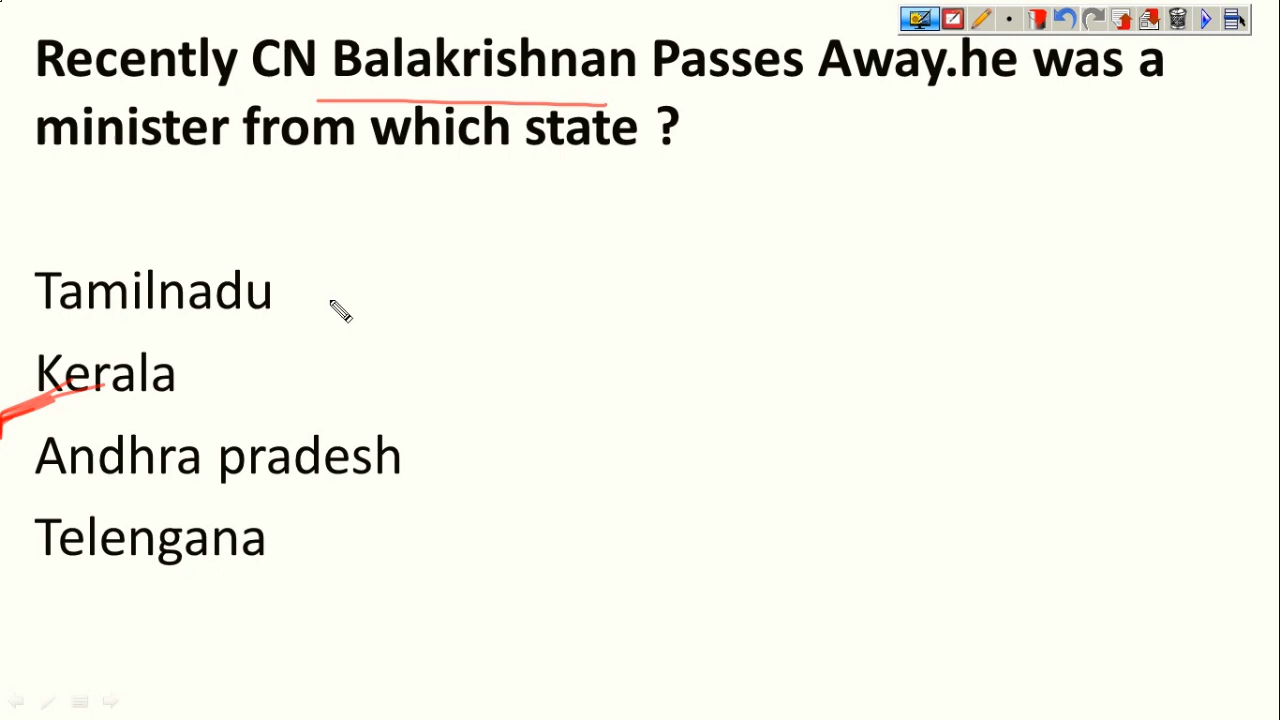 Recently CN Balakrishnan Passes Away.he was a
minister from which state ?
Tamilnadu
Kerala
Andhra pradesh
Telengana